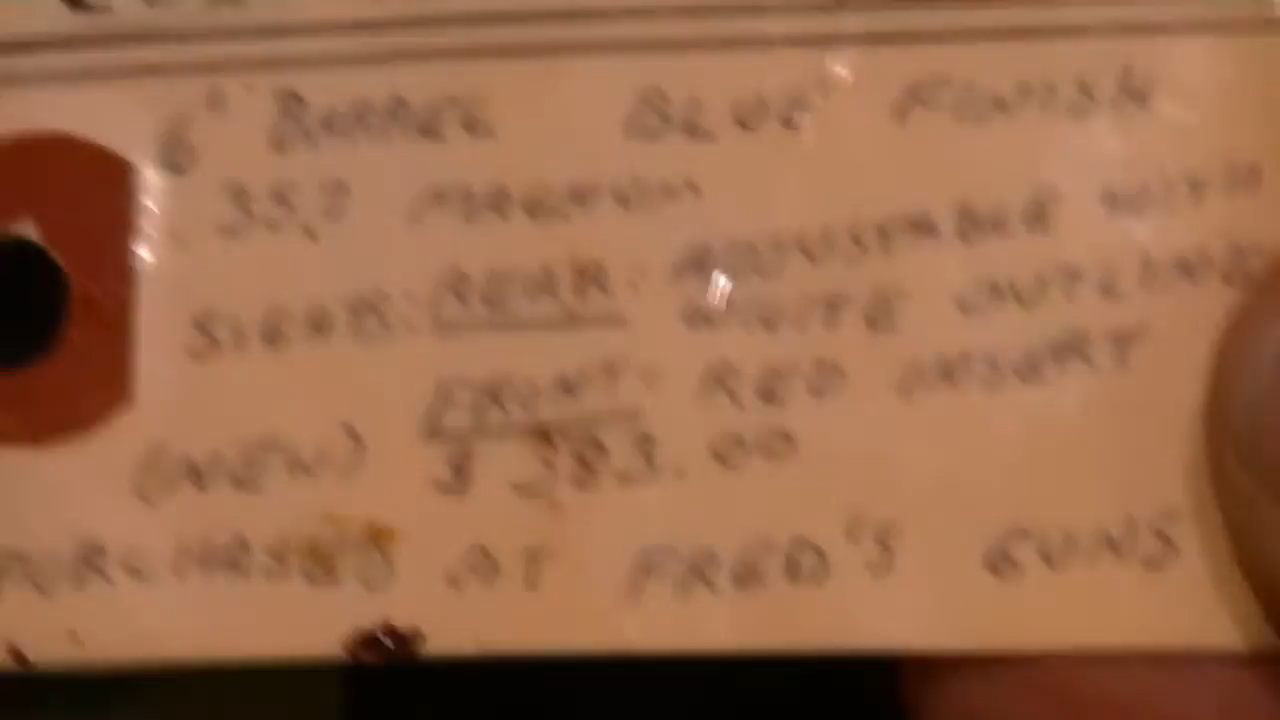 6" BARREL BLUE FINISH
.357 MAGNUM
SIGHTS: REAR: ADJUSTABLE WITH
WHITE OUTLINE
FRONT: RED INSERT
(NEW) $383.00
PURCHASED AT FRED'S GUNS